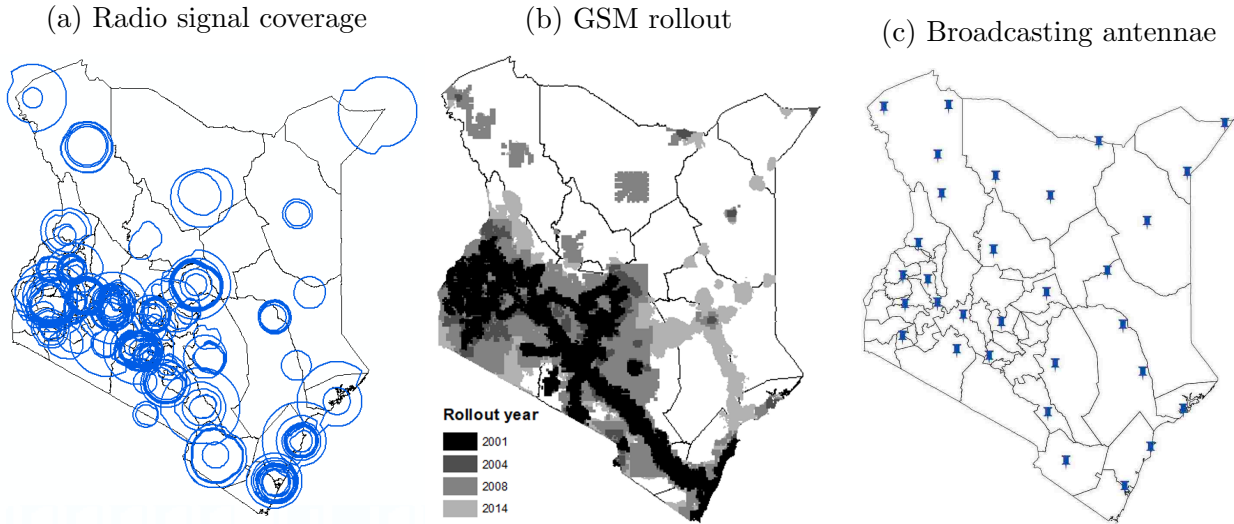 (a) Radio signal coverage
(b) GSM rollout
(c) Broadcasting antennae
Rollout year
2001
2004
2008
2014